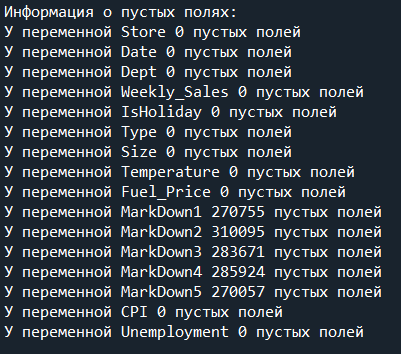 Информация о пустых полях:
У переменной Store 0 пустых полей
У переменной Date 0 пустых полей
У переменной Dept 0 пустых полей
У переменной Weekly_Sales 0 пустых полей
У переменной IsHoliday 0 пустых полей
У переменной Type 0 пустых полей
У переменной Size 0 пустых полей
У переменной Temperature 0 пустых полей
У переменной Fuel_Price 0 пустых полей
У переменной MarkDown1 270755 пустых полей
У переменной MarkDown2 310095 пустых полей
У переменной MarkDown3 283671 пустых полей
У переменной MarkDown4 285924 пустых полей
У переменной MarkDown5 270057 пустых полей
У переменной CPI 0 пустых полей
У переменной Unemployment 0 пустых полей